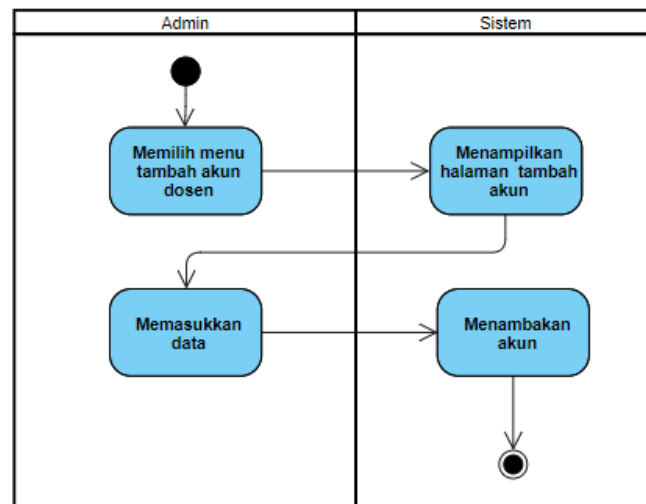 Admin
Sistem
Memilih menu
tambah akun
dosen
Menampilkan
halaman tambah
akun
Memasukkan
data
Menambakan
akun